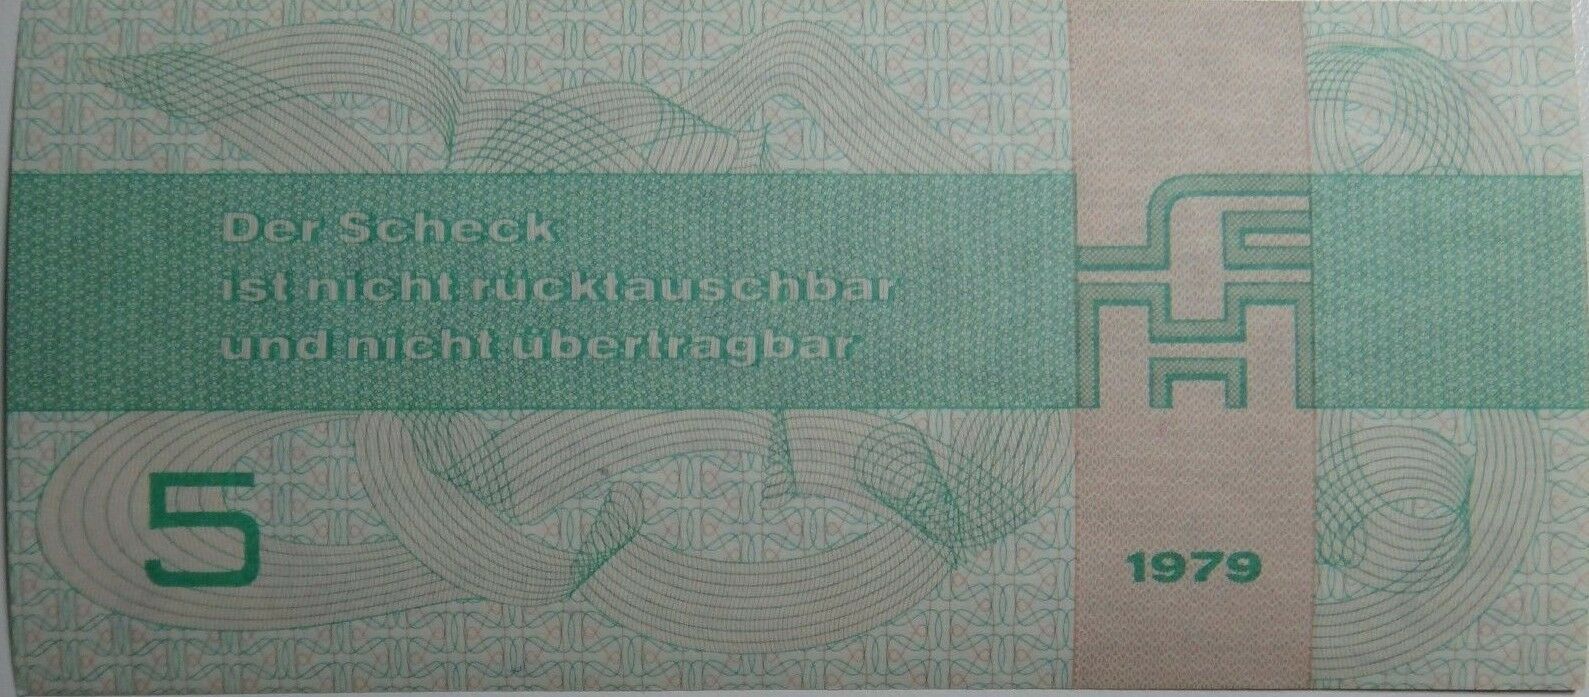 Der Scheck
ist nicht rücktauschbar
und nicht übertragbar
5
1979